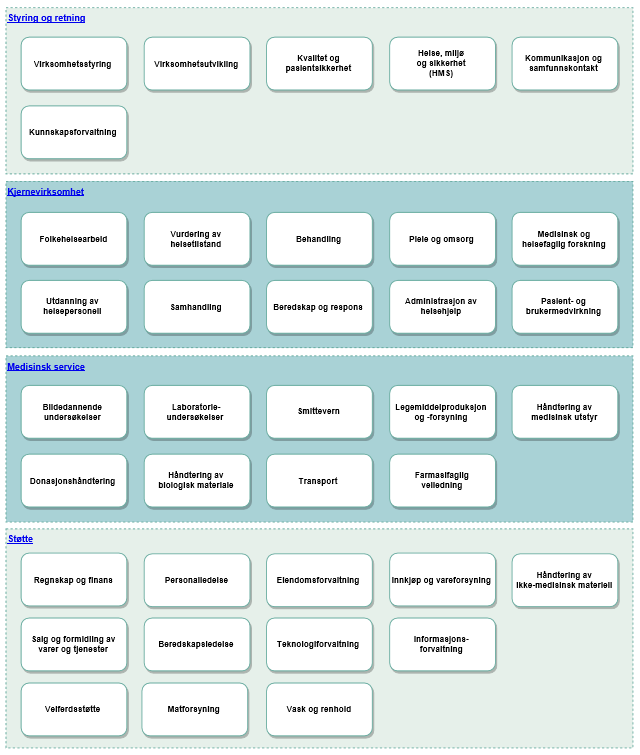 Styring og retning
Virksomhetsstyring
Virksomhetsutvikling
Kvalitet og
pasientsikkerhet
Helse, miljø
og sikkerhet
(HMS)
Kommunikasjon og
samfunnskontakt
Kunnskapsforvaltning
Kjernevirksomhet
Folkehelsearbeid
Vurdering av
helsetilstand
Behandling
Pleie og omsorg
Medisinsk og
helsefaglig forskning
Utdanning av
helsepersonell
Samhandling
Beredskap og respons
Administrasjon av
helsehjelp
Pasient- og
brukermedvirkning
Medisinsk service
Bildedannende
undersøkelser
Laboratorie-
undersøkelser
Smittevern
Legemiddelproduksjon
og -forsyning
Håndtering av
medisinsk utstyr
Donasjonshåndtering
Håndtering av
biologisk materiale
Transport
Farmasifaglig
veiledning
Støtte
Regnskap og finans
Personalledelse
Eiendomsforvaltning
Innkjøp og vareforsyning
Håndtering av
ikke-medisinsk materiell
Salg og formidling av
varer og tjenester
Beredskapsledelse
Teknologiforvaltning
Informasjons-
forvaltning
Velferdsstøtte
Matforsyning
Vask og renhold